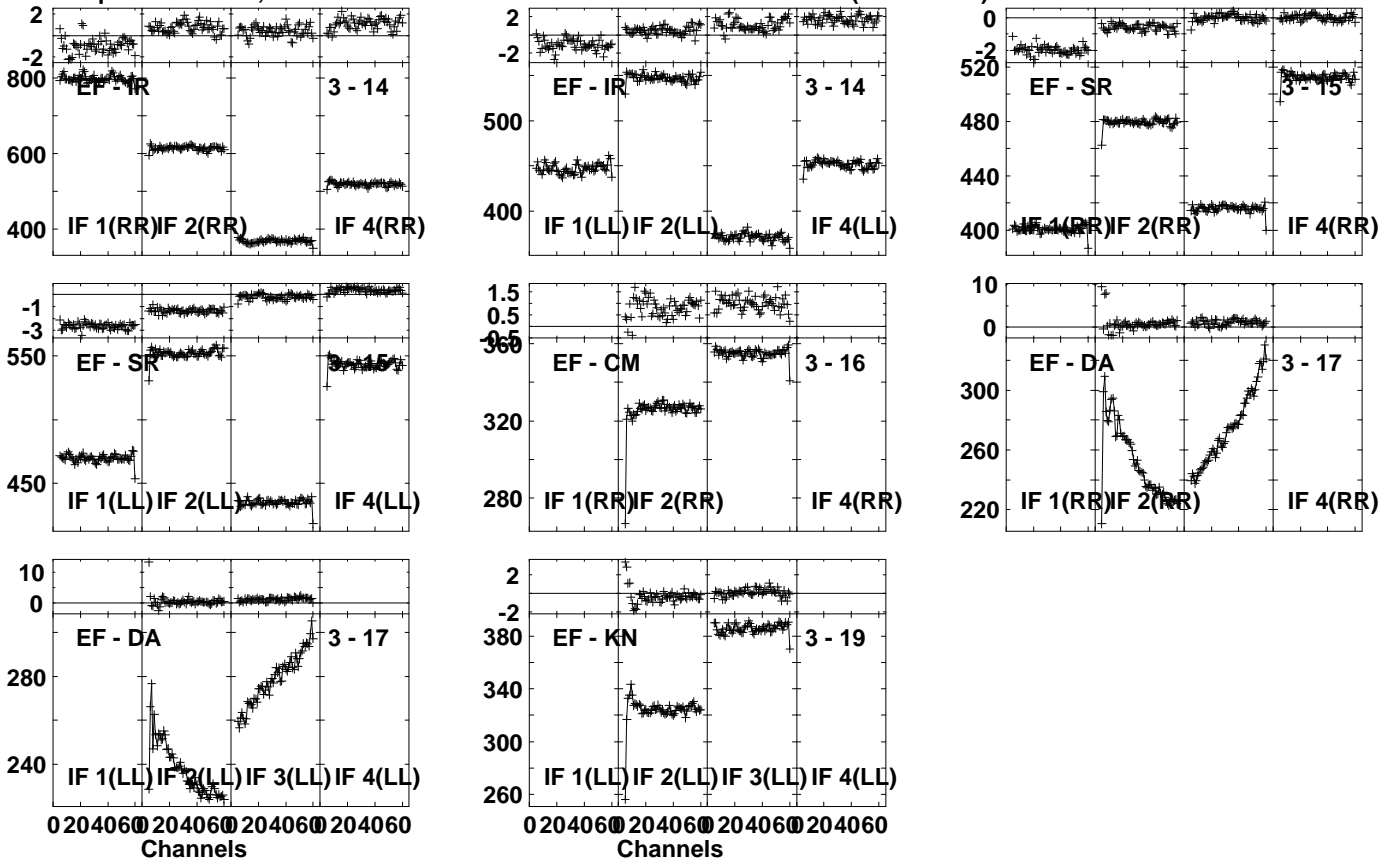 2 2 0
0 0
-2 -2 -2
800 EF - IR 3 - 14 EF - IR 3 - 14 520 EF - SR 3 - 15
500 480
600
440
400 IF 1(RR) IF 2(RR) IF 4(RR) 400 IF 1(LL) IF 2(LL) IF 4(LL) 400 IF 1(RR) IF 2(RR) IF 4(RR)
-1 1.5 10
0.5
-3 -0.5 0
550 EF - SR 3 - 15 360 EF - CM 3 - 16 EF - DA 3 - 17
300
320
260
450
IF 1(LL) IF 2(LL) IF 4(LL) 280 IF 1(RR) IF 2(RR) IF 4(RR) 220 IF 1(RR) IF 2(RR) IF 4(RR)
10 2
0 -2
EF - DA 3 - 17 380 EF - KN 3 - 19
280 340
300
240 IF 1(LL) IF 2(LL) IF 3(LL) IF 4(LL) IF 1(LL) IF 2(LL) IF 3(LL) IF 4(LL)
260
0 20 40 60 0 20 40 60 0 20 40 60 0 20 40 60 0 20 40 60 0 20 40 60 0 20 40 60 0 20 40 60
Channels Channels